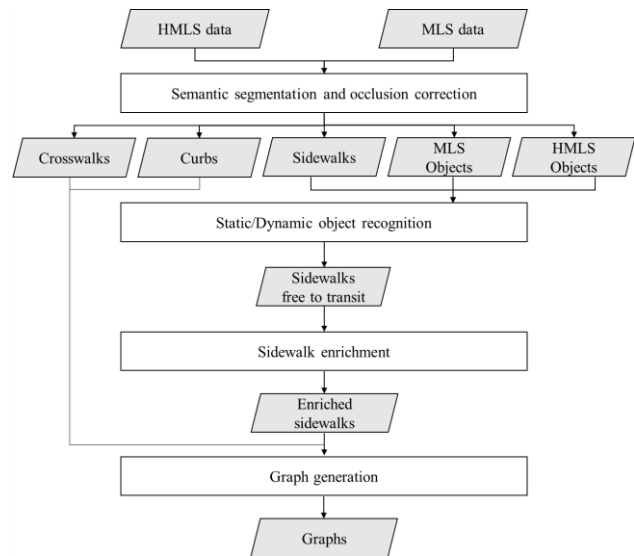 HMLS data
MLS data
Semantic segmentation and occlusion correction
Crosswalks
Curbs
Sidewalks
MLS
Objects
HMLS
Objects
Static/Dynamic object recognition
Sidewalks
free to transit
Sidewalk enrichment
Enriched
sidewalks
Graph generation
Graphs